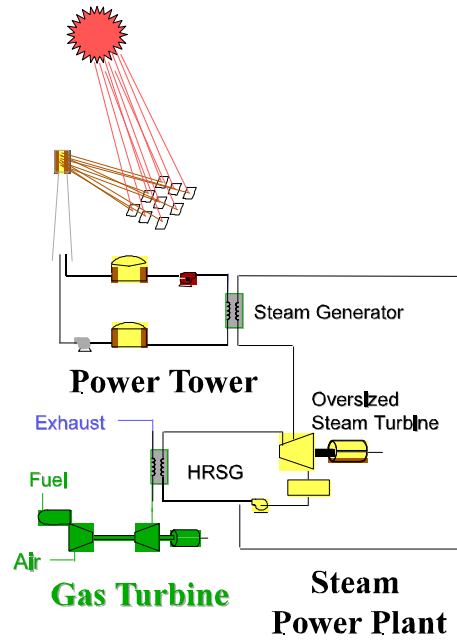 Steam Generator
Power Tower
Oversized
Steam Turbine
Exhaust
HRSG
Fuel
Air
Gas Turbine
Steam
Power Plant